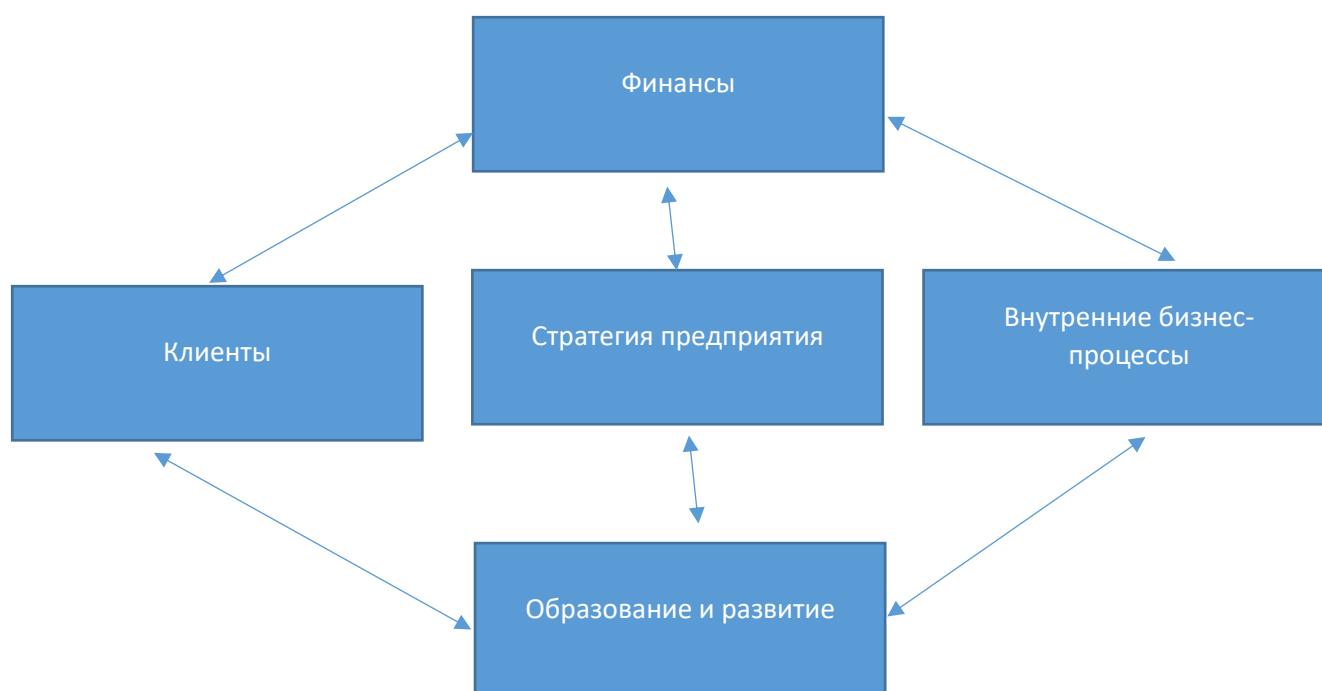 Финансы
Клиенты
Стратегия предприятия
Внутренние бизнес-
процессы
Образование и развитие